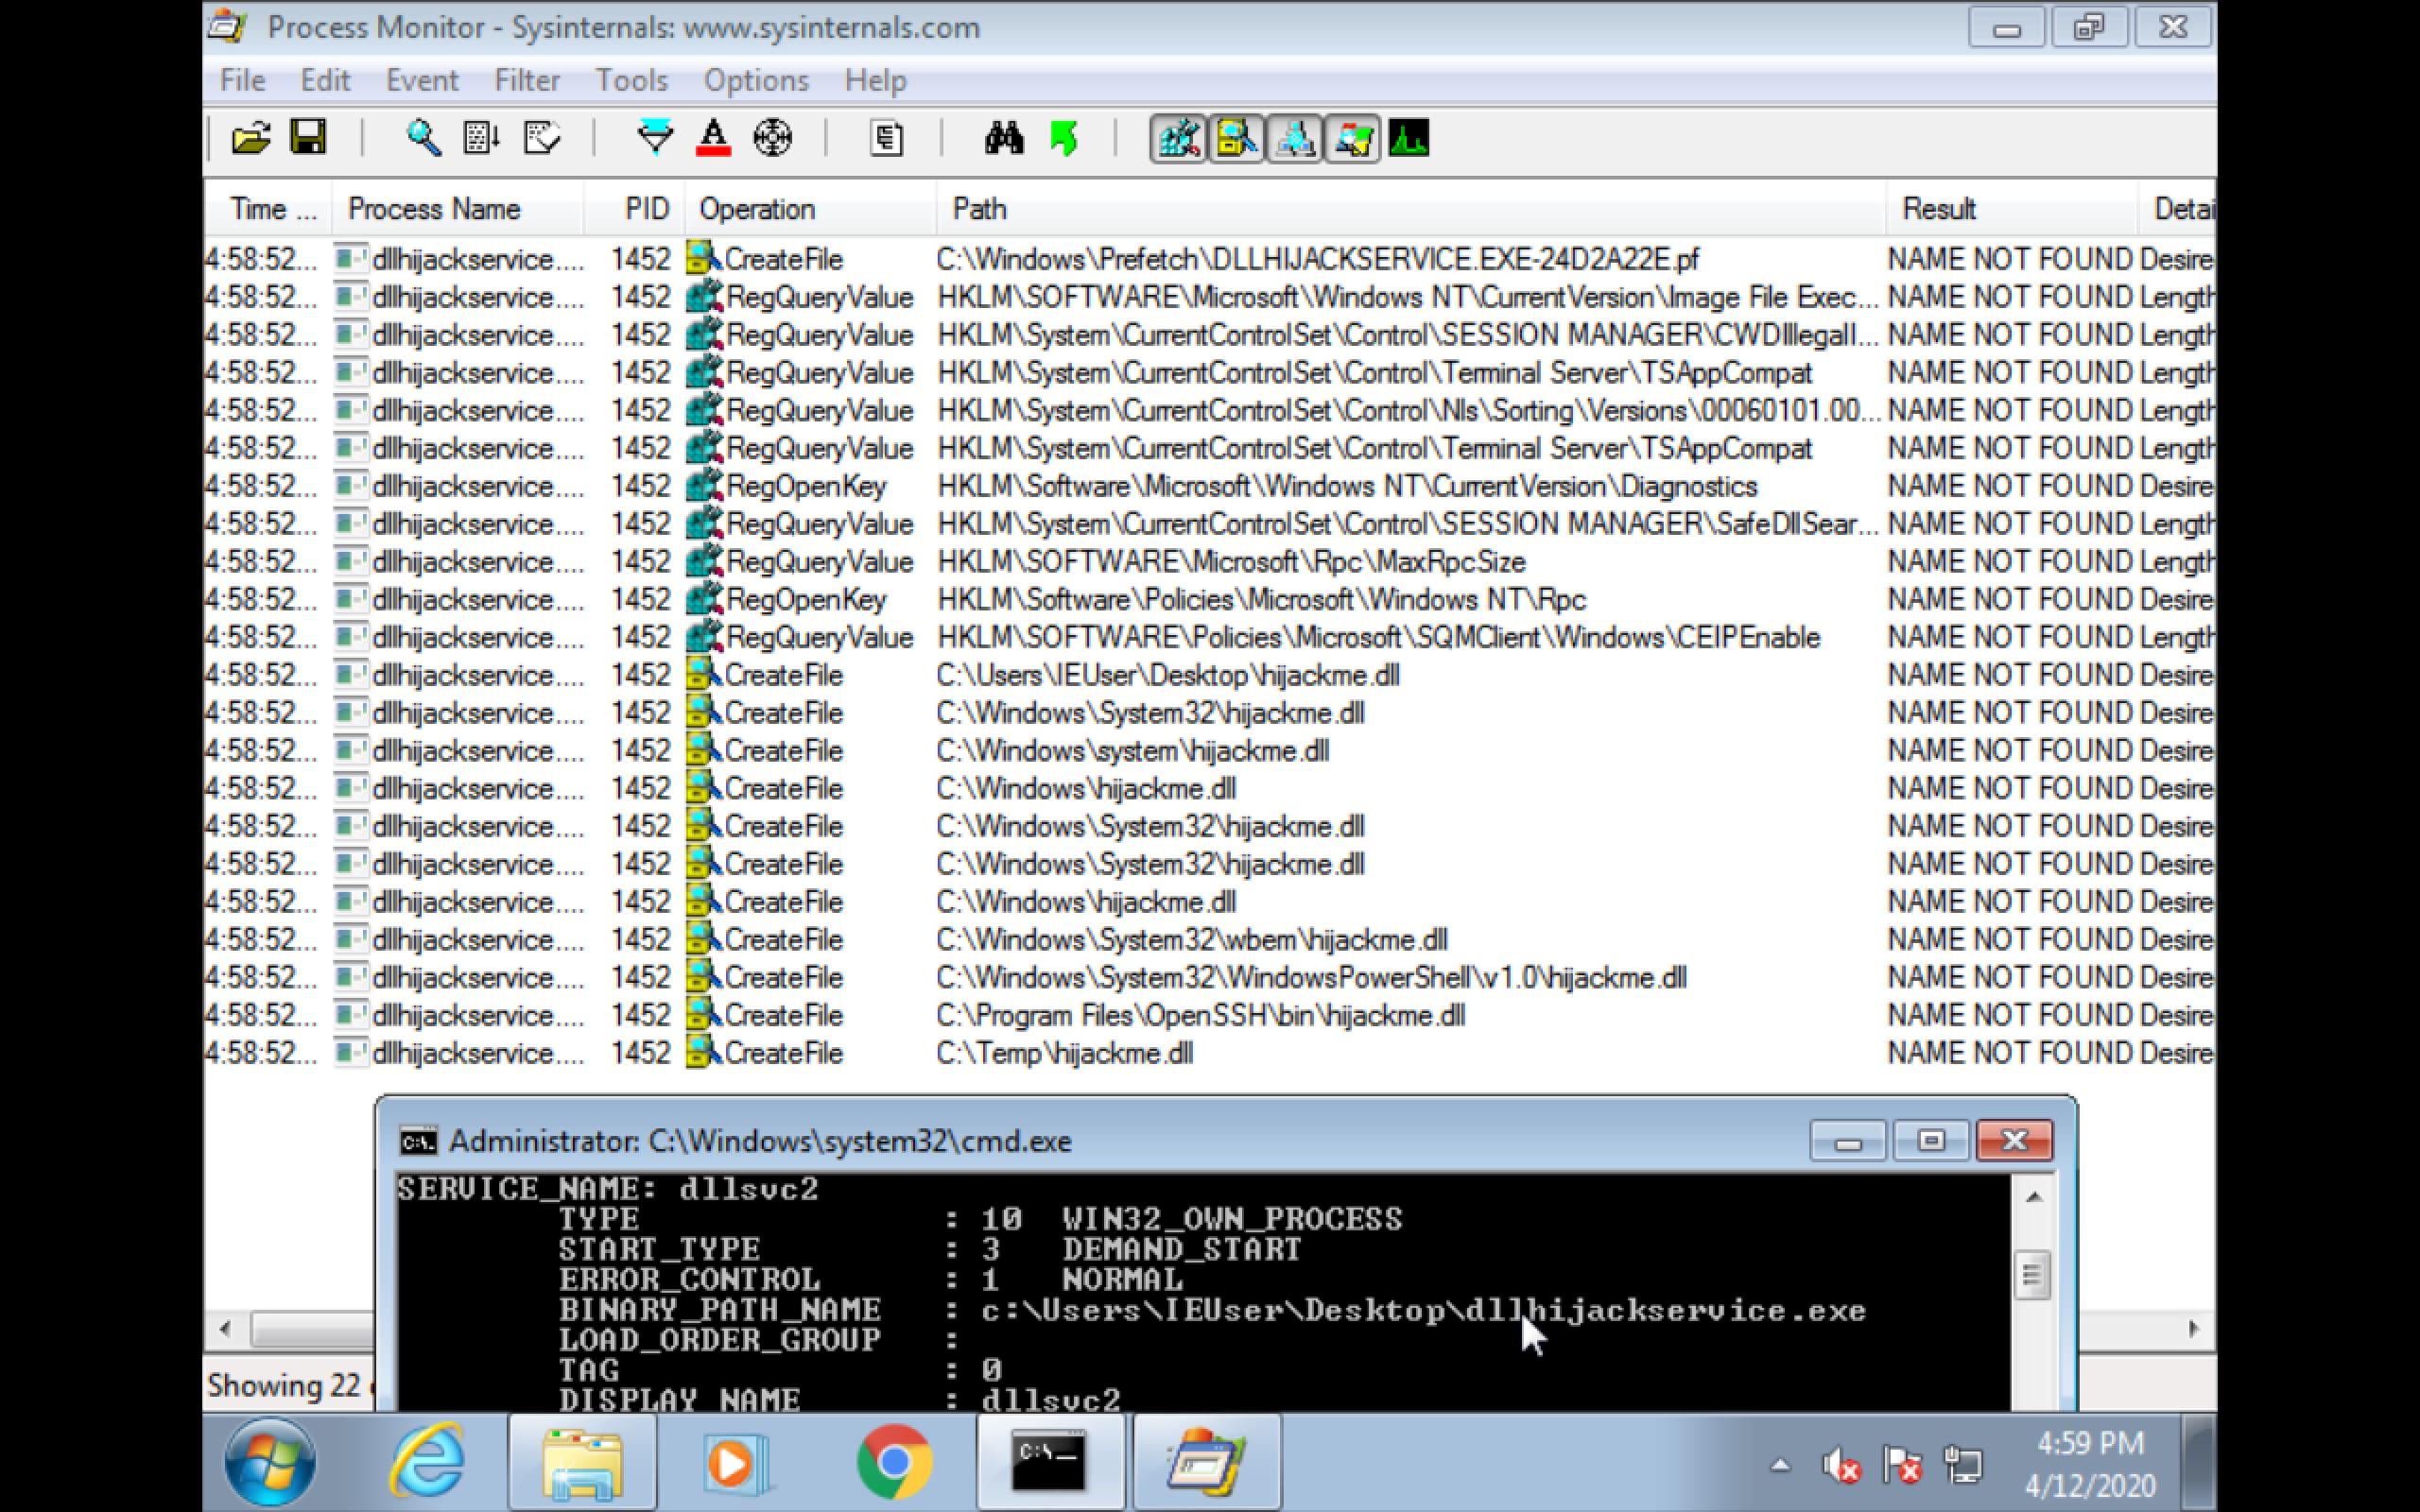 Process Monitor - Sysinternals: www.sysinternals.com
File Edit Event Filter Tools Options Help
Time ... Process Name PID Operation Path Result Detai
4:58:52... dllhijackservice.... 1452 CreateFile C:\Windows\Prefetch\DLLHIJACKSERVICE.EXE-24D2A22E.pf NAME NOT FOUND Desire
4:58:52... dllhijackservice.... 1452 RegQueryValue HKLM\SOFTWARE\Microsoft\Windows NT\CurrentVersion\Image File Exec... NAME NOT FOUND Length
4:58:52... dllhijackservice.... 1452 RegQueryValue HKLM\System\CurrentControlSet\Control\SESSION MANAGER\CWDIllegalI... NAME NOT FOUND Length
4:58:52... dllhijackservice.... 1452 RegQueryValue HKLM\System\CurrentControlSet\Control\Terminal Server\TSAppCompat NAME NOT FOUND Length
4:58:52... dllhijackservice.... 1452 RegQueryValue HKLM\System\CurrentControlSet\Control\Nls\Sorting\Versions\00060101.00... NAME NOT FOUND Length
4:58:52... dllhijackservice.... 1452 RegQueryValue HKLM\System\CurrentControlSet\Control\Terminal Server\TSAppCompat NAME NOT FOUND Length
4:58:52... dllhijackservice.... 1452 RegOpenKey HKLM\Software\Microsoft\Windows NT\CurrentVersion\Diagnostics NAME NOT FOUND Desire
4:58:52... dllhijackservice.... 1452 RegQueryValue HKLM\System\CurrentControlSet\Control\SESSION MANAGER\SafeDllSear... NAME NOT FOUND Length
4:58:52... dllhijackservice.... 1452 RegQueryValue HKLM\SOFTWARE\Microsoft\Rpc\MaxRpcSize NAME NOT FOUND Length
4:58:52... dllhijackservice.... 1452 RegOpenKey HKLM\Software\Policies\Microsoft\Windows NT\Rpc NAME NOT FOUND Desire
4:58:52... dllhijackservice.... 1452 RegQueryValue HKLM\SOFTWARE\Policies\Microsoft\SQMClient\Windows\CEIPEnable NAME NOT FOUND Length
4:58:52... dllhijackservice.... 1452 CreateFile C:\Users\IEUser\Desktop\hijackme.dll NAME NOT FOUND Desire
4:58:52... dllhijackservice.... 1452 CreateFile C:\Windows\System32\hijackme.dll NAME NOT FOUND Desire
4:58:52... dllhijackservice.... 1452 CreateFile C:\Windows\system\hijackme.dll NAME NOT FOUND Desire
4:58:52... dllhijackservice.... 1452 CreateFile C:\Windows\hijackme.dll NAME NOT FOUND Desire
4:58:52... dllhijackservice.... 1452 CreateFile C:\Windows\System32\hijackme.dll NAME NOT FOUND Desire
4:58:52... dllhijackservice.... 1452 CreateFile C:\Windows\System32\hijackme.dll NAME NOT FOUND Desire
4:58:52... dllhijackservice.... 1452 CreateFile C:\Windows\hijackme.dll NAME NOT FOUND Desire
4:58:52... dllhijackservice.... 1452 CreateFile C:\Windows\System32\wbem\hijackme.dll NAME NOT FOUND Desire
4:58:52... dllhijackservice.... 1452 CreateFile C:\Windows\System32\WindowsPowerShell\v1.0\hijackme.dll NAME NOT FOUND Desire
4:58:52... dllhijackservice.... 1452 CreateFile C:\Program Files\OpenSSH\bin\hijackme.dll NAME NOT FOUND Desire
4:58:52... dllhijackservice.... 1452 CreateFile C:\Temp\hijackme.dll NAME NOT FOUND Desire
Administrator: C:\Windows\system32\cmd.exe
SERVICE_NAME: dllsvc2
TYPE : 10 WIN32_OWN_PROCESS
START_TYPE : 3 DEMAND_START
ERROR_CONTROL : 1 NORMAL
BINARY_PATH_NAME : c:\Users\IEUser\Desktop\dllhijackservice.exe
LOAD_ORDER_GROUP :
TAG : 0
DISPLAY_NAME : dllsvc2
Showing 22
C:\_
4:59 PM
4/12/2020